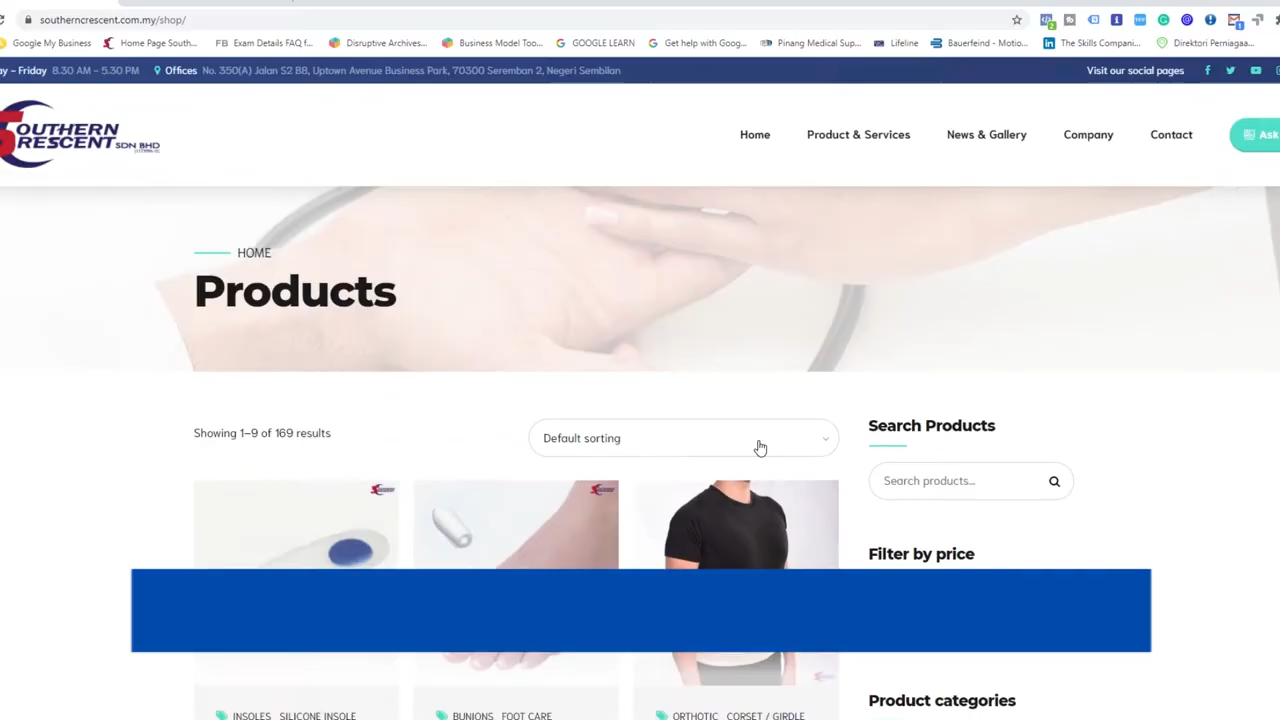 southerncrescent.com.my/shop/
Google My Business Home Page South... FB Exam Details FAQ f... Disruptive Archives... Business Model Too... GOOGLE LEARN Get help with Goog... Pinang Medical Sup... Lifeline Bauerfeind - Motio... The Skills Compani... Direktori Perniagaa...
ay – Friday 8.30 AM – 5.30 PM Offices No. 350(A) Jalan S2 B8, Uptown Avenue Business Park, 70300 Seremban 2, Negeri Sembilan Visit our social pages
SOUTHERN
CRESCENT SDN BHD
Home Product & Services News & Gallery Company Contact Ask
HOME
Products
Showing 1–9 of 169 results
Default sorting
Search Products
Search products...
Filter by price
Product categories
INSOLES SILICONE INSOLE
BUNIONS FOOT CARE
ORTHOTIC CORSET / GIRDLE